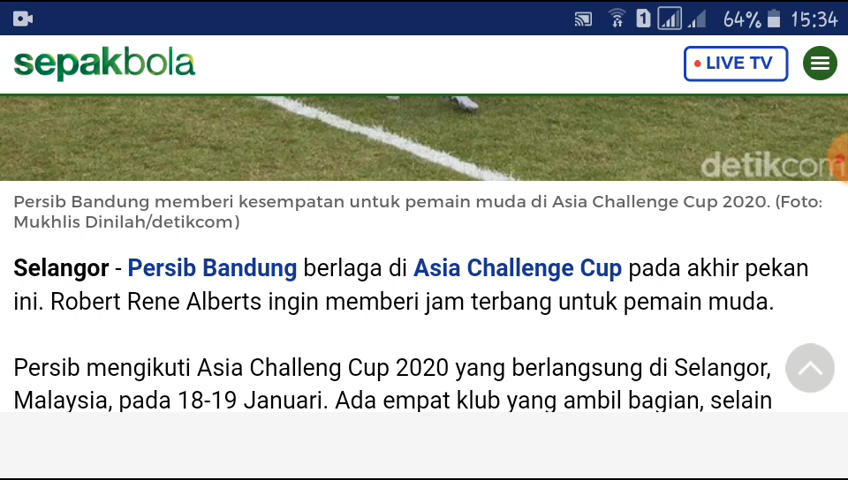 1 64% 15:34
sepakbola
LIVE TV
detikcom
Persib Bandung memberi kesempatan untuk pemain muda di Asia Challenge Cup 2020. (Foto:
Mukhlis Dinilah/detikcom)
Selangor - Persib Bandung berlaga di Asia Challenge Cup pada akhir pekan
ini. Robert Rene Alberts ingin memberi jam terbang untuk pemain muda.
Persib mengikuti Asia Challeng Cup 2020 yang berlangsung di Selangor,
Malaysia, pada 18-19 Januari. Ada empat klub yang ambil bagian, selain